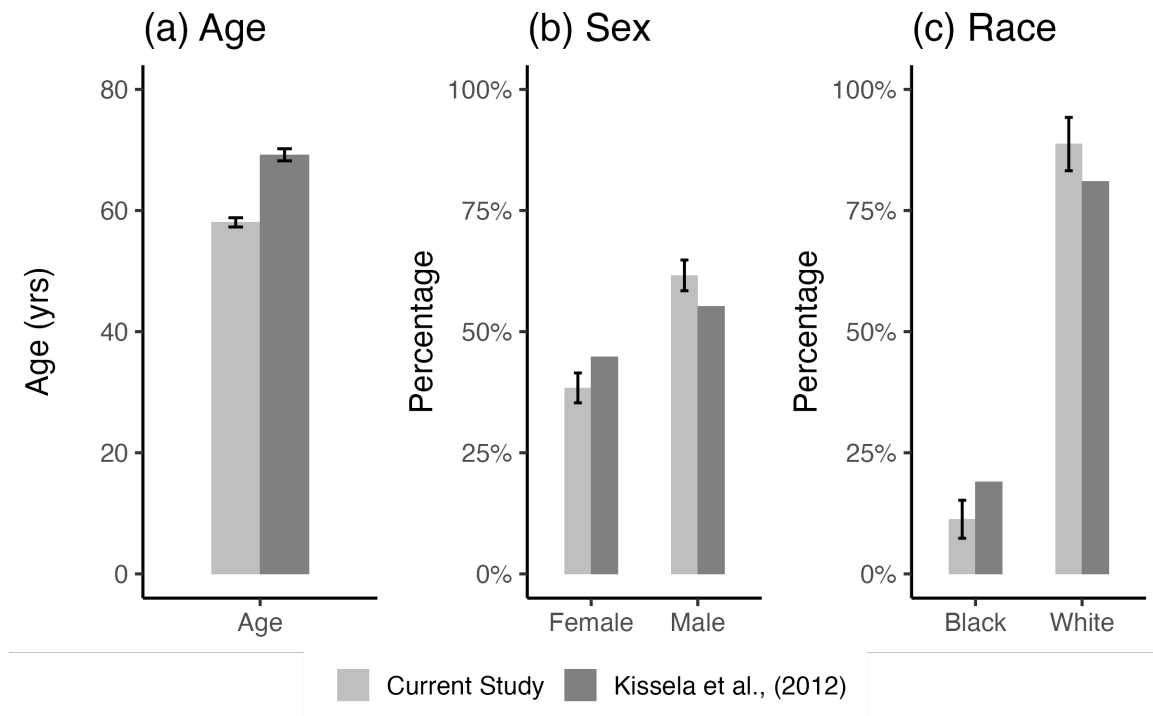 (a) Age
80
60
40
20
0
Age (yrs)
Age
(b) Sex
100%
75%
50%
25%
0%
Percentage
Female Male
(c) Race
100%
75%
50%
25%
0%
Percentage
Black White
Current Study Kissela et al., (2012)